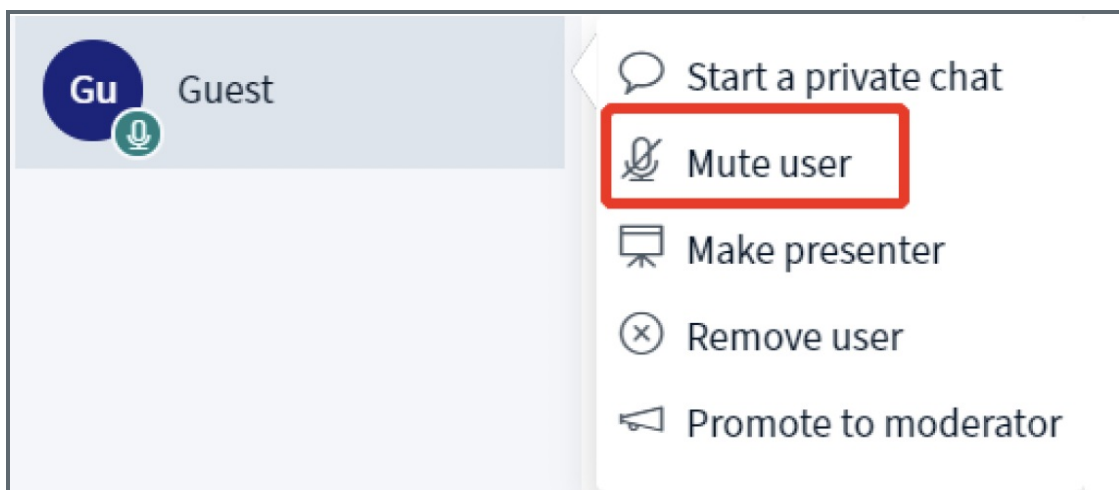 Gu
Guest
Start a private chat
Mute user
Make presenter
Remove user
Promote to moderator